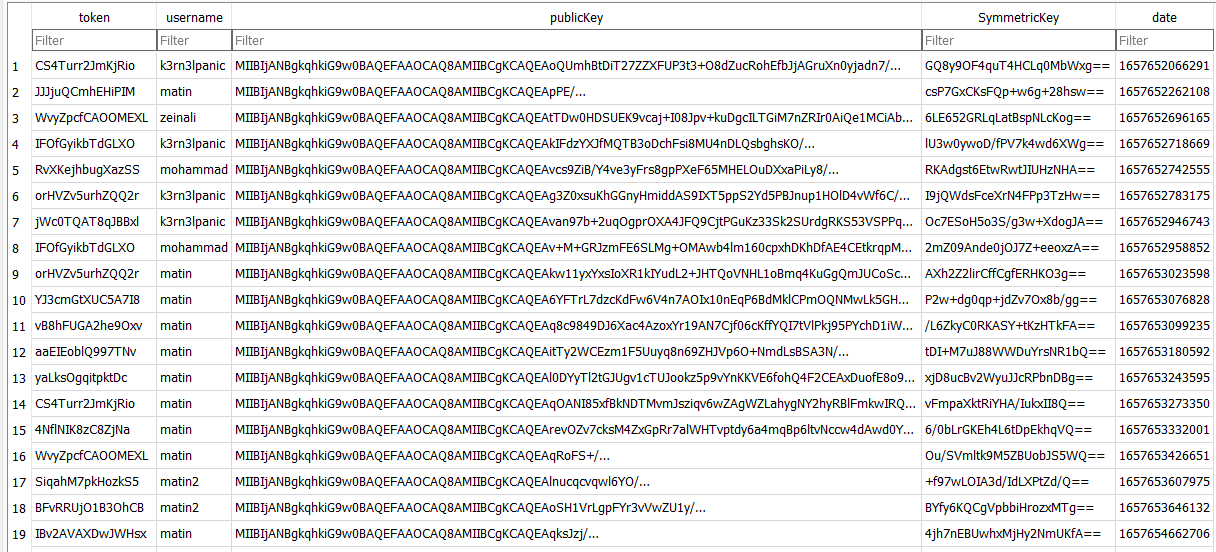 token username publicKey SymmetricKey date
Filter Filter Filter Filter Filter
1 CS4Turr2JmKjRio k3rn3lpanic MIIBIjANBgkqhkiG9w0BAQEFAAOCAQ8AMIIBCgKCAQEAoQUmhBtDiT27ZZXFUP3t3+O8dZucRohEfbJjAGruXn0yjadn7/... GQ8y9OF4quT4HCLq0MbWxg== 1657652066291
2 JJJjuQCmhEHiPIM matin MIIBIjANBgkqhkiG9w0BAQEFAAOCAQ8AMIIBCgKCAQEApPE/... csP7GxCKsFQp+w6g+28hsw== 1657652262108
3 WvyZpcfCAOOMEXL zeinali MIIBIjANBgkqhkiG9w0BAQEFAAOCAQ8AMIIBCgKCAQEAtTDw0HDSUEK9vcaj+I08Jpv+kuDgcILTGiM7nZRIr0AiQe1MCiAb... 6LE652GRLqLatBspNLcKog== 1657652696165
4 IFOfGyikbTdGLXO k3rn3lpanic MIIBIjANBgkqhkiG9w0BAQEFAAOCAQ8AMIIBCgKCAQEAkIFdzYXJfMQTB3oDchFsi8MU4nDLQsbghsKO/... lU3w0ywoD/fPV7k4wd6XWg== 1657652718669
5 RvXKejhbugXazSS mohammad MIIBIjANBgkqhkiG9w0BAQEFAAOCAQ8AMIIBCgKCAQEAvcs9ZiB/Y4ve3yFrs8gpPXeF65MHELOuDXxaPiLy8/... RKAdgst6EtwRwtJIUHzNHA== 1657652742555
6 orHVZv5urhZQQ2r k3rn3lpanic MIIBIjANBgkqhkiG9w0BAQEFAAOCAQ8AMIIBCgKCAQEAg3Z0xsuKhGGnyHmiddAS9IXT5ppS2Yd5PBJnup1HOlD4vWf6C/... I9jQWdsFceXrN4FPp3TzHw== 1657652783175
7 jWc0TQAT8qJBBxl k3rn3lpanic MIIBIjANBgkqhkiG9w0BAQEFAAOCAQ8AMIIBCgKCAQEAvan97b+2uqOgprOXA4JFQ9CjtPGuKz33Sk2SUrdgRKS53VSPPq... Oc7ESoH5o3S/g3w+XdogJA== 1657652946743
8 IFOfGyikbTdGLXO mohammad MIIBIjANBgkqhkiG9w0BAQEFAAOCAQ8AMIIBCgKCAQEAv+M+GRJzmFE6SLMg+OMAwb4lm160cpxhDKhDfAE4CEtkrqpM... 2mZ09Ande0jOJ7Z+eeoxzA== 1657652958852
9 orHVZv5urhZQQ2r matin MIIBIjANBgkqhkiG9w0BAQEFAAOCAQ8AMIIBCgKCAQEAkw11yxYxsIoXR1kIYudL2+JHTQoVNHL1oBmq4KuGgQmJUCoSc... AXh2Z2lirCffCgfERHKO3g== 1657653023598
10 YJ3cmGtXUC5A7I8 matin MIIBIjANBgkqhkiG9w0BAQEFAAOCAQ8AMIIBCgKCAQEA6YFTrL7dzcKdFw6V4n7AOIx10nEqP6BdMklCPmOQNMwLk5GH... P2w+dg0qp+jdZv7Ox8b/gg== 1657653076828
11 vB8hFUGA2he9Oxv matin MIIBIjANBgkqhkiG9w0BAQEFAAOCAQ8AMIIBCgKCAQEAq8c9849DJ6Xac4AzoxYr19AN7Cjf06cKffYQI7tVlPkj95PYchD1iW... /L6ZkyC0RKASY+tKzHTkFA== 1657653099235
12 aaEIEoblQ997TNv matin MIIBIjANBgkqhkiG9w0BAQEFAAOCAQ8AMIIBCgKCAQEAitTy2WCEzm1F5Uuyq8n69ZHJVp6O+NmdLsBSA3N/... tDI+M7uJ88WWDuYrsNR1bQ== 1657653180592
13 yaLksOgqitpktDc matin MIIBIjANBgkqhkiG9w0BAQEFAAOCAQ8AMIIBCgKCAQEAl0DYyTl2tGJUgv1cTUJookz5p9vYnKKVE6fohQ4F2CEAxDuofE8o9... xjD8ucBv2WyuJJcRPbnDBg== 1657653243595
14 CS4Turr2JmKjRio matin MIIBIjANBgkqhkiG9w0BAQEFAAOCAQ8AMIIBCgKCAQEAqOANI85xfBkNDTMvmJsziqv6wZAgWZLahygNY2hyRBlFmkwIRQ... vFmpaXktRiYHA/IukxII8Q== 1657653273350
15 4NflNIK8zC8ZjNa matin MIIBIjANBgkqhkiG9w0BAQEFAAOCAQ8AMIIBCgKCAQEArevOZv7cksM4ZxGpRr7alWHTvptdy6a4mqBp6ltvNccw4dAwd0Y... 6/0bLrGKEh4L6tDpEkhqVQ== 1657653332001
16 WvyZpcfCAOOMEXL matin MIIBIjANBgkqhkiG9w0BAQEFAAOCAQ8AMIIBCgKCAQEAqRoFS+/... Ou/SVmltk9M5ZBUobJS5WQ== 1657653426651
17 SiqahM7pkHozkS5 matin2 MIIBIjANBgkqhkiG9w0BAQEFAAOCAQ8AMIIBCgKCAQEAlnucqcvqwl6YO/... +f97wLOIA3d/IdLXPtZd/Q== 1657653607975
18 BFvRRUjO1B3OhCB matin2 MIIBIjANBgkqhkiG9w0BAQEFAAOCAQ8AMIIBCgKCAQEAoSH1VrLgpFYr3vVwZU1y/... BYfy6KQCgVpbbiHrozxMTg== 1657653646132
19 IBv2AVAXDwJWHsx matin MIIBIjANBgkqhkiG9w0BAQEFAAOCAQ8AMIIBCgKCAQEAqksJzj/... 4jh7nEBUwhxMjHy2NmUKfA== 1657654662706